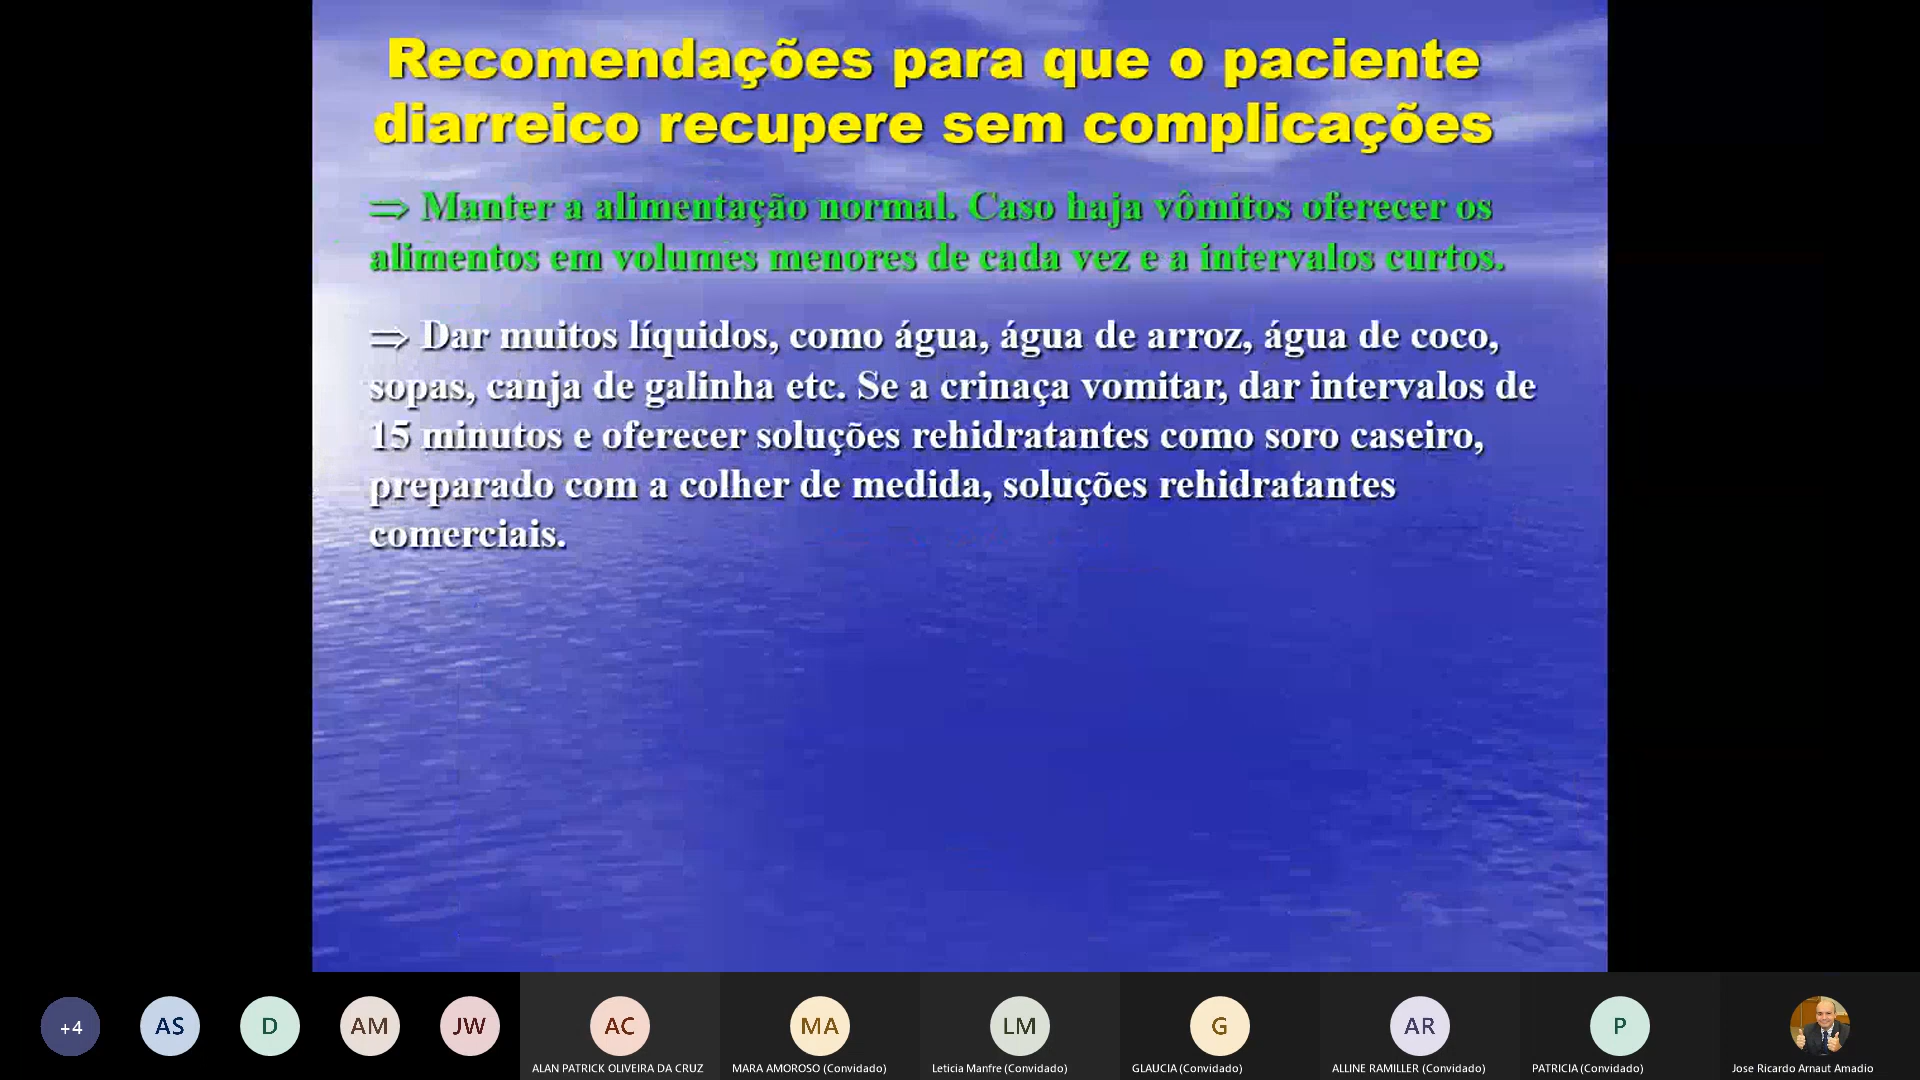 Recomendações para que o paciente
diarreico recupere sem complicações
⇒ Manter a alimentação normal. Caso haja vômitos oferecer os
alimentos em volumes menores de cada vez e a intervalos curtos.
⇒ Dar muitos líquidos, como água, água de arroz, água de coco,
sopas, canja de galinha etc. Se a crinaça vomitar, dar intervalos de
15 minutos e oferecer soluções rehidratantes como soro caseiro,
preparado com a colher de medida, soluções rehidratantes
comerciais.
+4
AS
D
AM
JW
AC
MA
LM
G
AR
P
ALAN PATRICK OLIVEIRA DA CRUZ
MARA AMOROSO (Convidado)
Leticia Manfre (Convidado)
GLAUCIA (Convidado)
ALLINE RAMILLER (Convidado)
PATRICIA (Convidado)
Jose Ricardo Arnaut Amadio